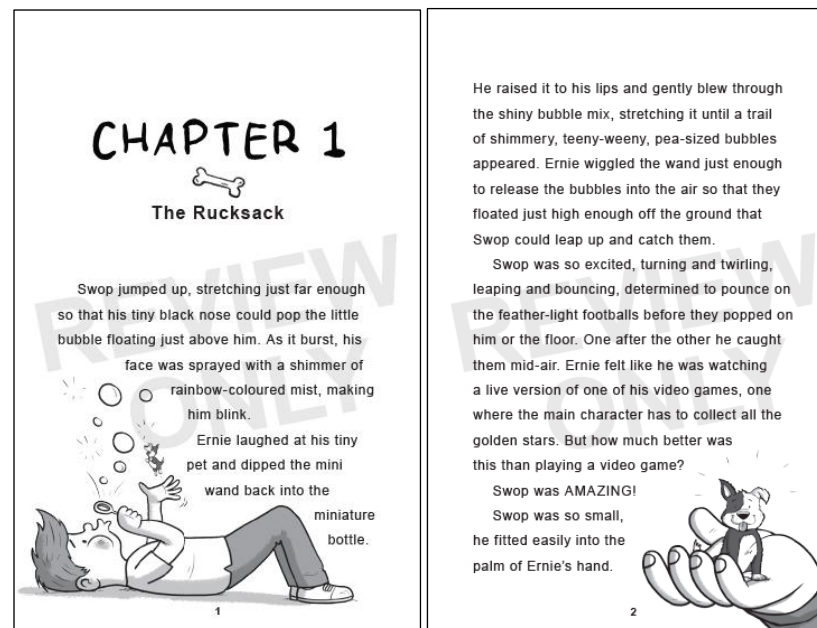 CHAPTER 1
The Rucksack
Swop jumped up, stretching just far enough
so that his tiny black nose could pop the little
bubble floating just above him. As it burst, his
face was sprayed with a shimmer of
rainbow-coloured mist, making
him blink.
Ernie laughed at his tiny
pet and dipped the mini
wand back into the
miniature
bottle.
1
REVIEW
ONLY
He raised it to his lips and gently blew through
the shiny bubble mix, stretching it until a trail
of shimmery, teeny-weeny, pea-sized bubbles
appeared. Ernie wiggled the wand just enough
to release the bubbles into the air so that they
floated just high enough off the ground that
Swop could leap up and catch them.
Swop was so excited, turning and twirling,
leaping and bouncing, determined to pounce on
the feather-light footballs before they popped on
him or the floor. One after the other he caught
them mid-air. Ernie felt like he was watching
a live version of one of his video games, one
where the main character has to collect all the
golden stars. But how much better was
this than playing a video game?
Swop was AMAZING!
Swop was so small,
he fitted easily into the
palm of Ernie's hand.
2
REVIEW
ONLY